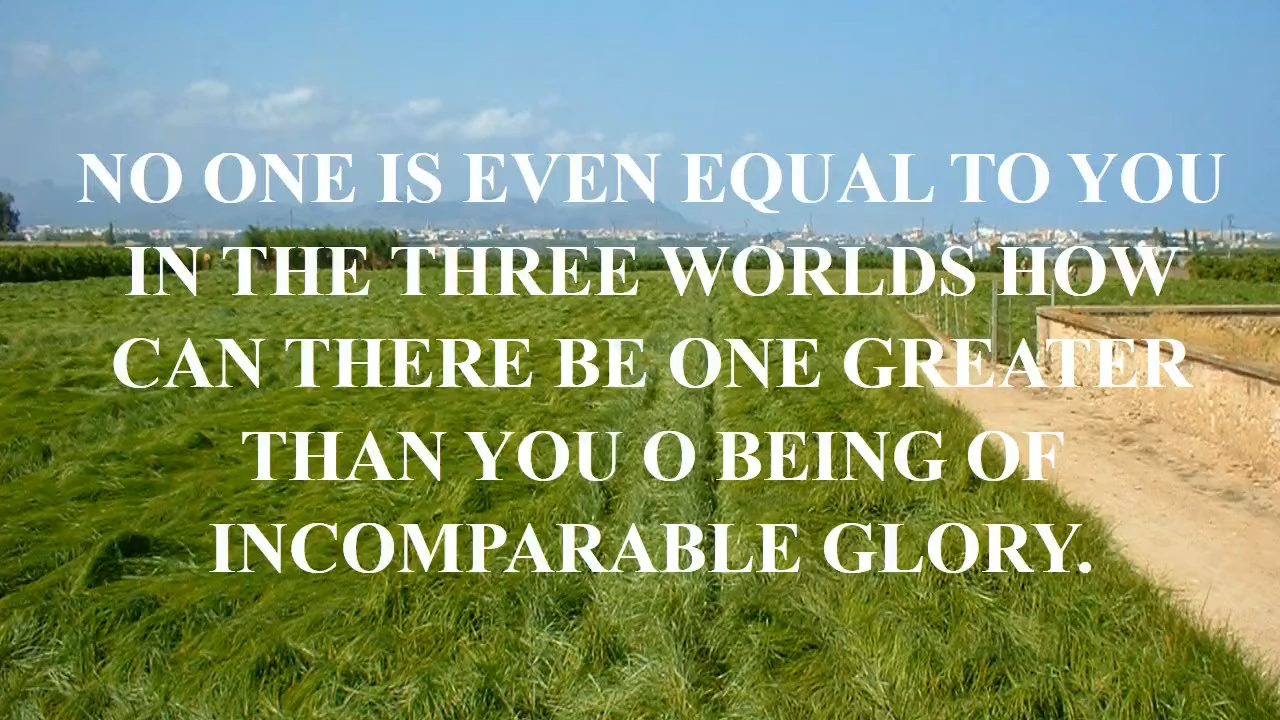 NO ONE IS EVEN EQUAL TO YOU
IN THE THREE WORLDS HOW
CAN THERE BE ONE GREATER
THAN YOU O BEING OF
INCOMPARABLE GLORY.